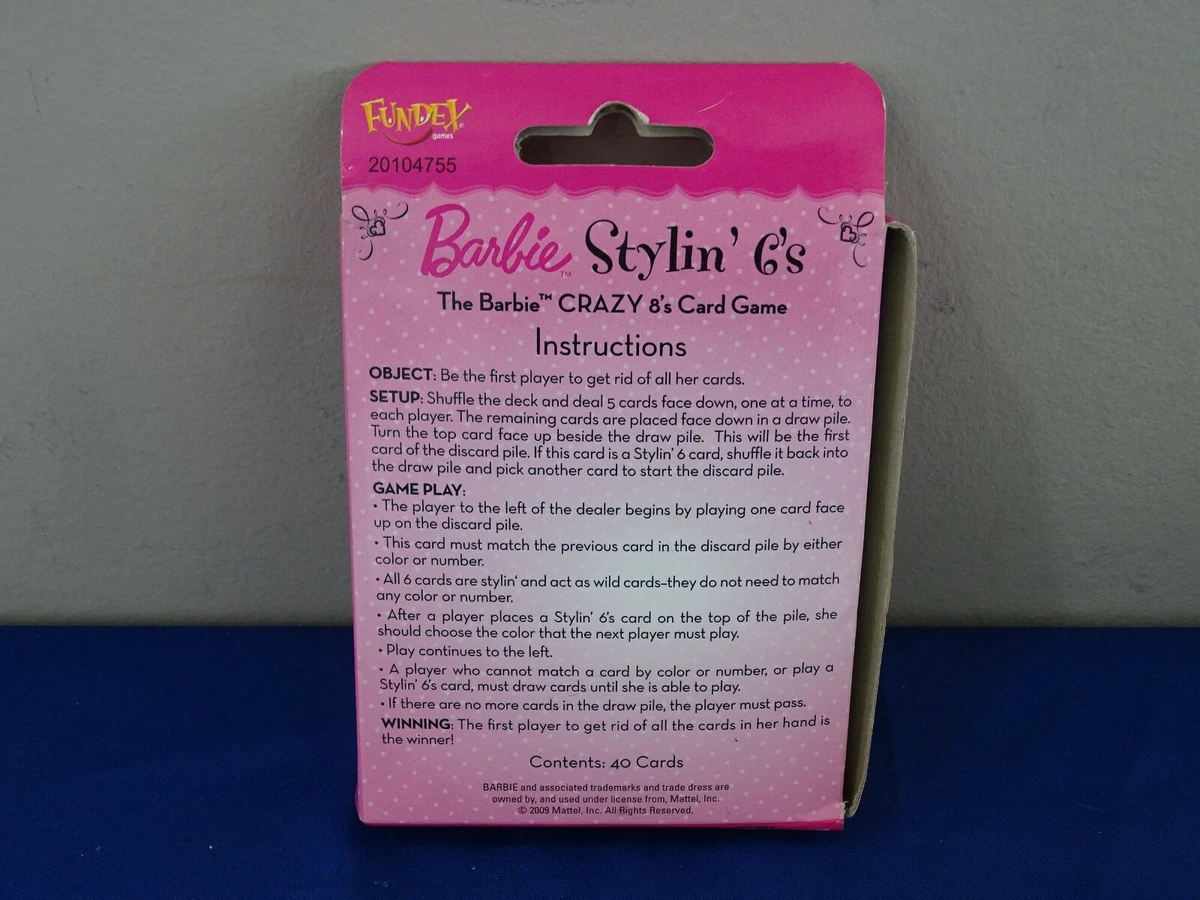 FUNDEX
games
20104755
Barbie™ Stylin' 6's
The Barbie™ CRAZY 8's Card Game
Instructions
OBJECT: Be the first player to get rid of all her cards.
SETUP: Shuffle the deck and deal 5 cards face down, one at a time, to
each player. The remaining cards are placed face down in a draw pile.
Turn the top card face up beside the draw pile. This will be the first
card of the discard pile. If this card is a Stylin' 6 card, shuffle it back into
the draw pile and pick another card to start the discard pile.
GAME PLAY:
• The player to the left of the dealer begins by playing one card face
up on the discard pile.
• This card must match the previous card in the discard pile by either
color or number.
• All 6 cards are stylin' and act as wild cards–they do not need to match
any color or number.
• After a player places a Stylin' 6's card on the top of the pile, she
should choose the color that the next player must play.
• Play continues to the left.
• A player who cannot match a card by color or number, or play a
Stylin' 6's card, must draw cards until she is able to play.
• If there are no more cards in the draw pile, the player must pass.
WINNING: The first player to get rid of all the cards in her hand is
the winner!
Contents: 40 Cards
BARBIE and associated trademarks and trade dress are
owned by, and used under license from, Mattel, Inc.
© 2009 Mattel, Inc. All Rights Reserved.